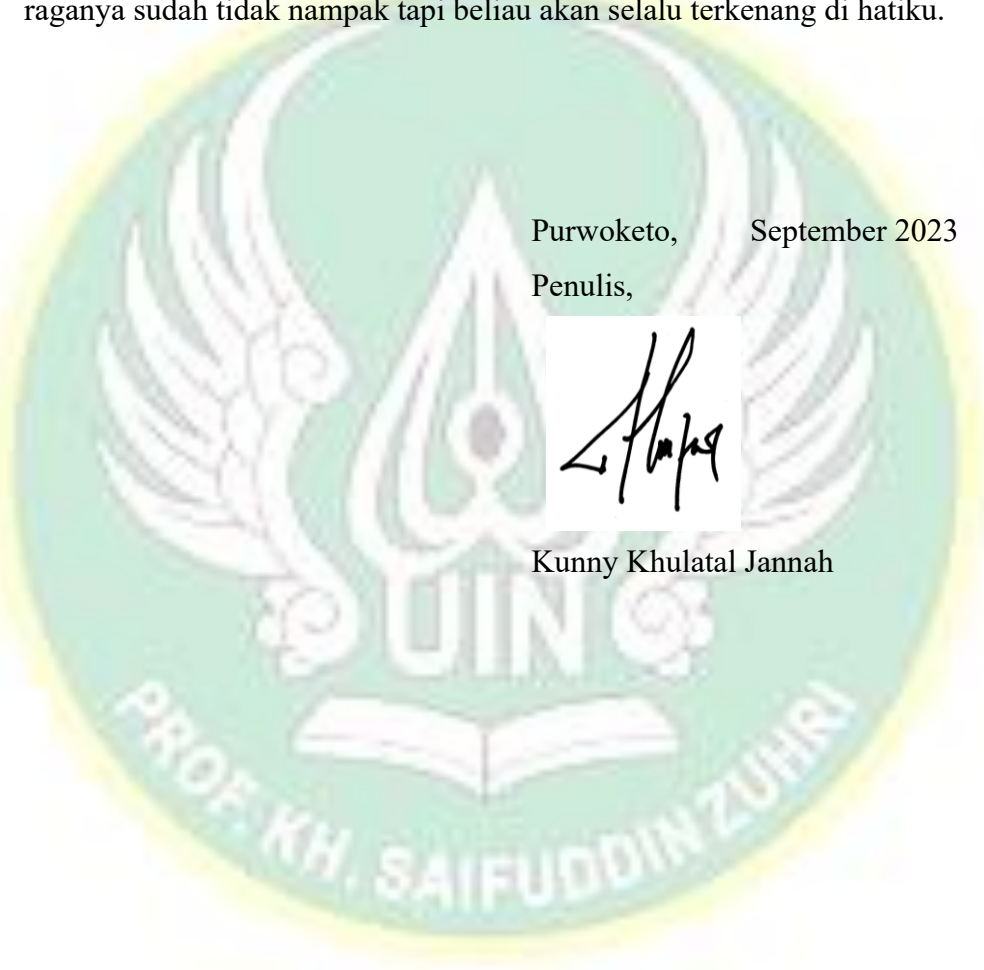 raganya sudah tidak nampak tapi beliau akan selalu terkenang di hatiku.
Purwoketo, September 2023
Penulis,
Kunny Khulatal Jannah
UIN
PROF. KH. SAIFUDDIN ZUHRI